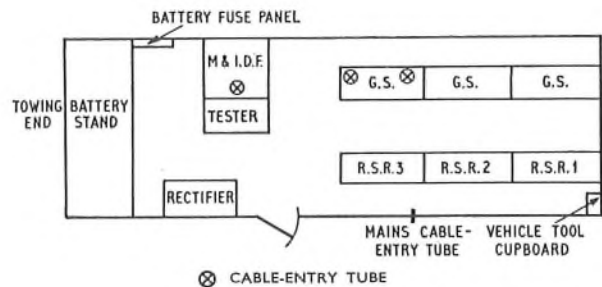 BATTERY FUSE PANEL
M & I.D.F.
TESTER
G.S.
G.S.
G.S.
TOWING
END
BATTERY
STAND
R.S.R.3
R.S.R.2
R.S.R.1
RECTIFIER
MAINS CABLE-
ENTRY TUBE
VEHICLE TOOL
CUPBOARD
CABLE-ENTRY TUBE